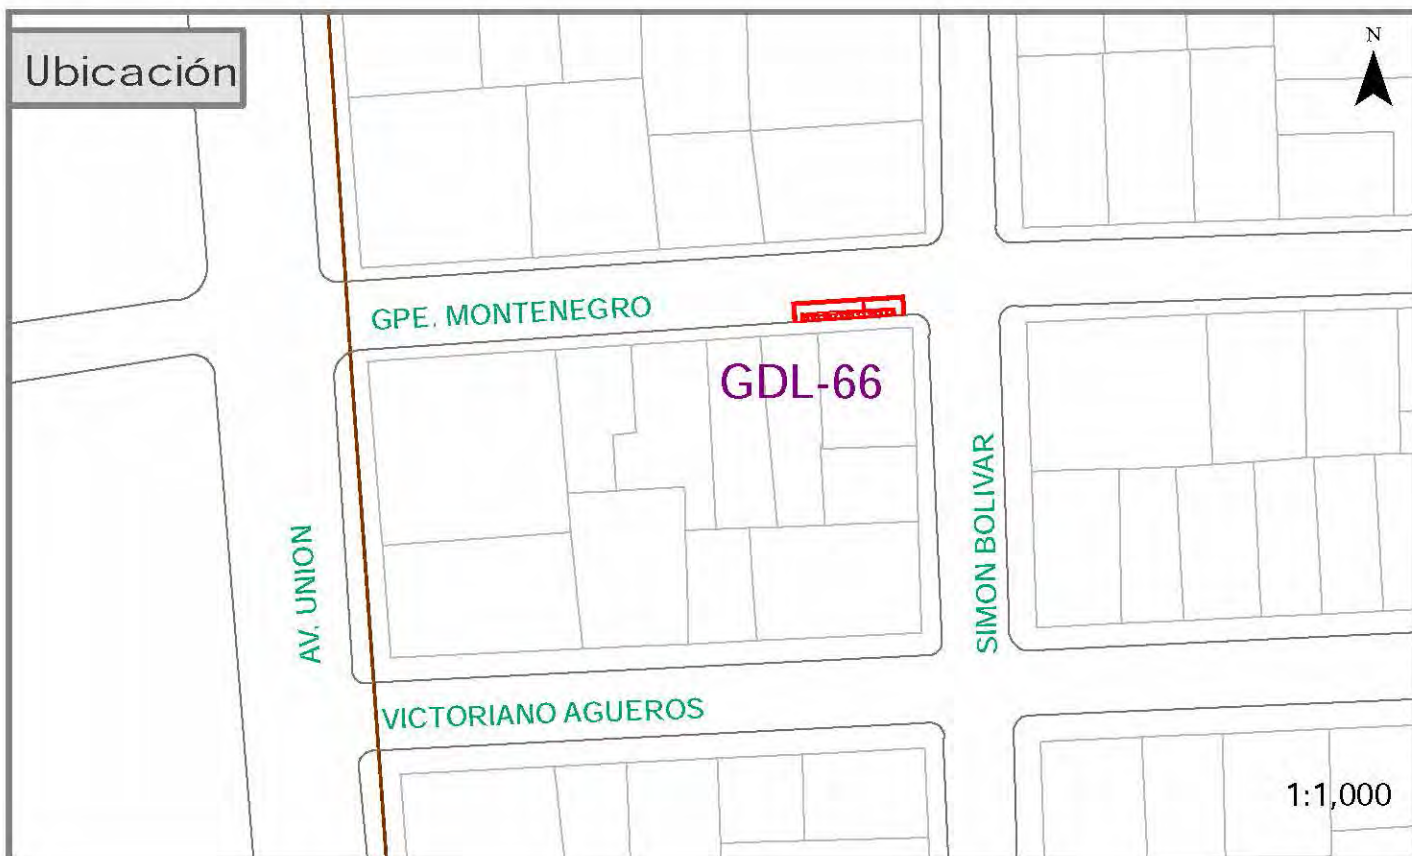 Ubicación
N
GPE. MONTENEGRO
GDL-66
AV. UNION
SIMON BOLIVAR
VICTORIANO AGUEROS
1:1,000